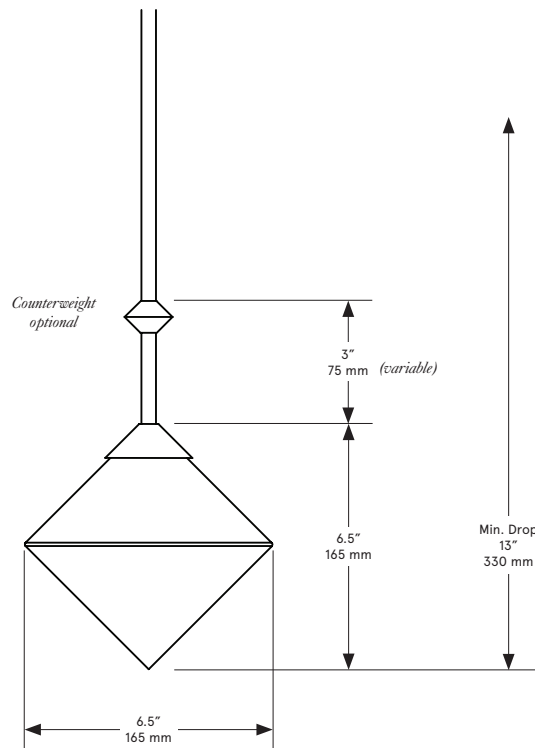 Counterweight
optional
3”
75 mm (variable)
6.5”
165 mm
Min. Drop
13”
330 mm
6.5”
165 mm